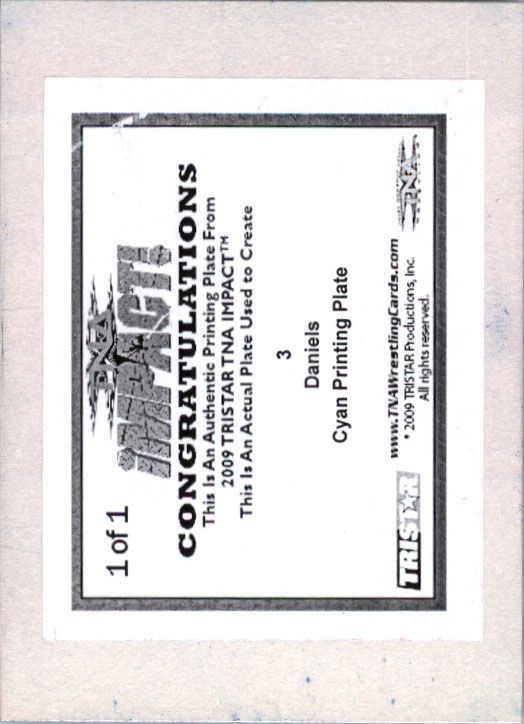 1 of 1
TNA
IMPACT!
CONGRATULATIONS
This Is An Authentic Printing Plate From
2009 TRISTAR TNA IMPACT™
This Is An Actual Plate Used to Create
3
Daniels
Cyan Printing Plate
TRISTAR
www.TNAWrestlingCards.com
* 2009 TRISTAR Productions, Inc.
All rights reserved.
TNA